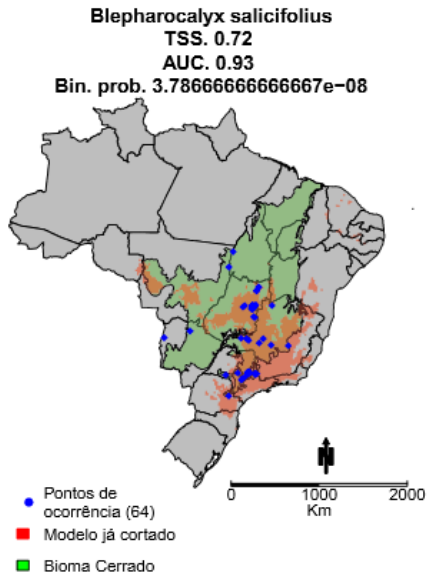 Blepharocalyx salicifolius
TSS. 0.72
AUC. 0.93
Bin. prob. 3.78666666666667e−08
N
0 1000 2000
Km
Pontos de
ocorrência (64)
Modelo já cortado
Bioma Cerrado